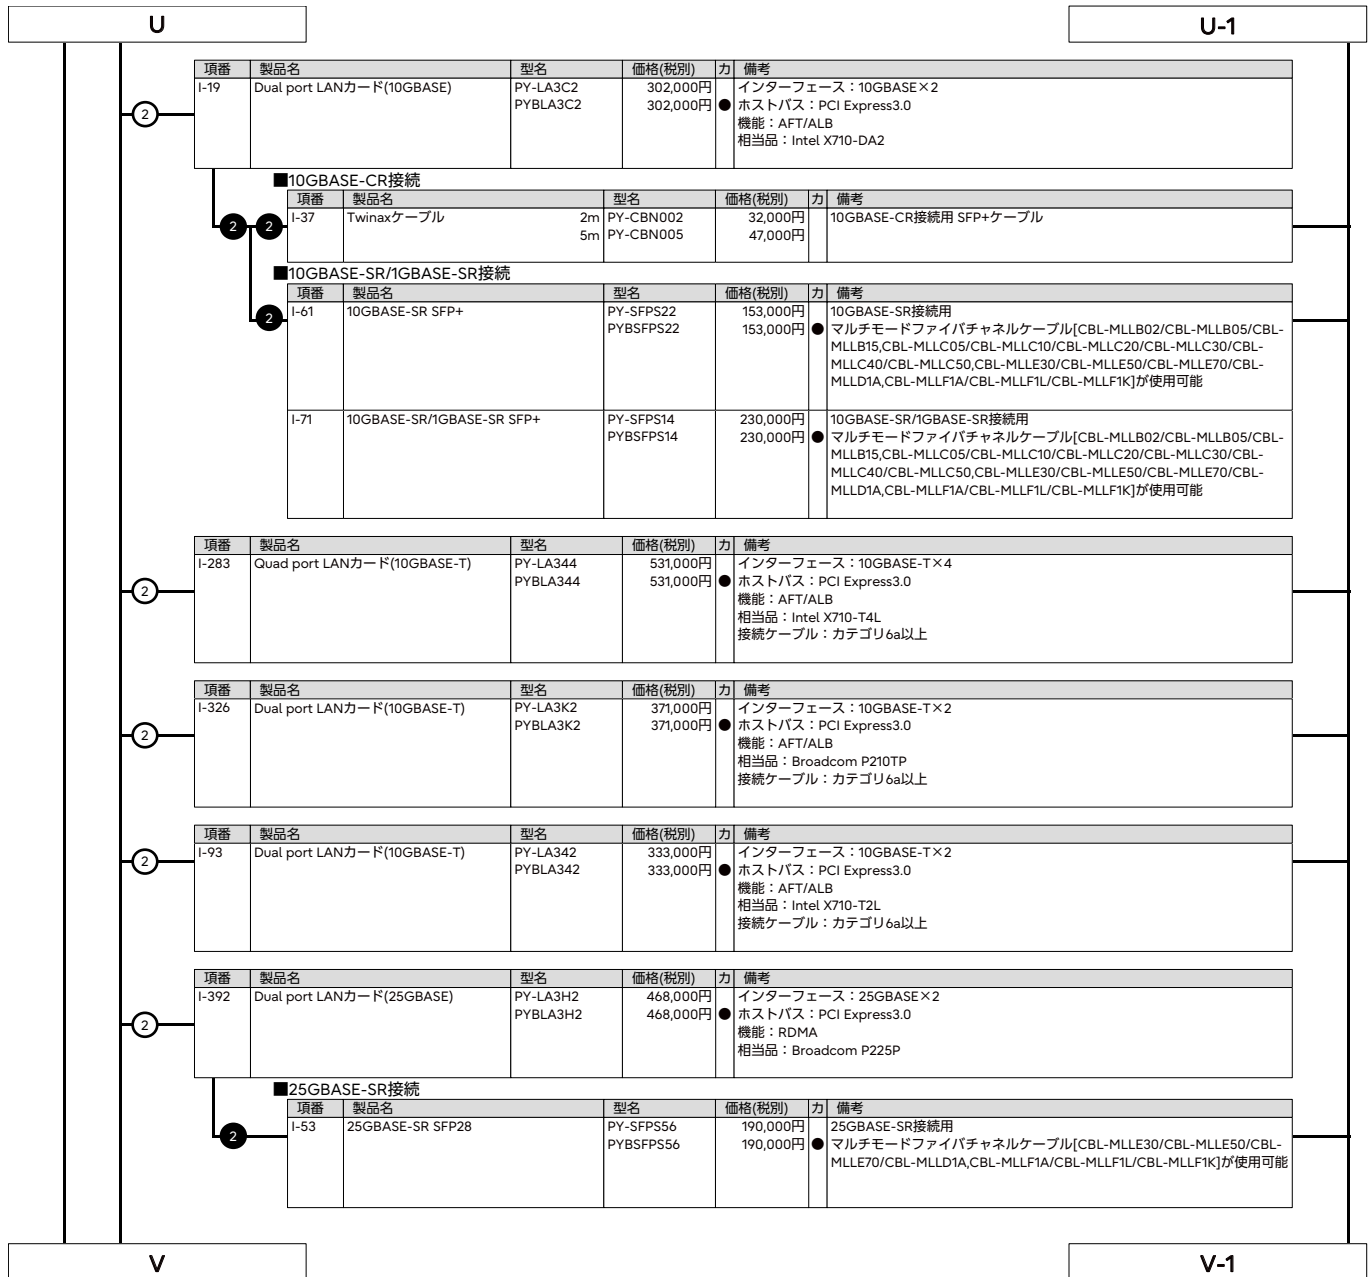 U
U-1
項番 製品名 型名 価格(税別) カ 備考
I-19 Dual port LANカード(10GBASE) PY-LA3C2 302,000円 インターフェース：10GBASE×2
PYBLA3C2 302,000円 ● ホストバス：PCI Express3.0
機能：AFT/ALB
② 相当品：Intel X710-DA2
■10GBASE-CR接続
項番 製品名 型名 価格(税別) カ 備考
❷ ❷ I-37 Twinaxケーブル 2m PY-CBN002 32,000円 10GBASE-CR接続用 SFP+ケーブル
5m PY-CBN005 47,000円
■10GBASE-SR/1GBASE-SR接続
項番 製品名 型名 価格(税別) カ 備考
❷ I-61 10GBASE-SR SFP+ PY-SFPS22 153,000円 10GBASE-SR接続用
PYBSFPS22 153,000円 ● マルチモードファイバチャネルケーブル[CBL-MLLB02/CBL-MLLB05/CBL-
MLLB15,CBL-MLLC05/CBL-MLLC10/CBL-MLLC20/CBL-MLLC30/CBL-
MLLC40/CBL-MLLC50,CBL-MLLE30/CBL-MLLE50/CBL-MLLE70/CBL-
MLLD1A,CBL-MLLF1A/CBL-MLLF1L/CBL-MLLF1K]が使用可能
I-71 10GBASE-SR/1GBASE-SR SFP+ PY-SFPS14 230,000円 10GBASE-SR/1GBASE-SR接続用
PYBSFPS14 230,000円 ● マルチモードファイバチャネルケーブル[CBL-MLLB02/CBL-MLLB05/CBL-
MLLB15,CBL-MLLC05/CBL-MLLC10/CBL-MLLC20/CBL-MLLC30/CBL-
MLLC40/CBL-MLLC50,CBL-MLLE30/CBL-MLLE50/CBL-MLLE70/CBL-
MLLD1A,CBL-MLLF1A/CBL-MLLF1L/CBL-MLLF1K]が使用可能
項番 製品名 型名 価格(税別) カ 備考
I-283 Quad port LANカード(10GBASE-T) PY-LA344 531,000円 インターフェース：10GBASE-T×4
② PYBLA344 531,000円 ● ホストバス：PCI Express3.0
機能：AFT/ALB
相当品：Intel X710-T4L
接続ケーブル：カテゴリ6a以上
項番 製品名 型名 価格(税別) カ 備考
I-326 Dual port LANカード(10GBASE-T) PY-LA3K2 371,000円 インターフェース：10GBASE-T×2
② PYBLA3K2 371,000円 ● ホストバス：PCI Express3.0
機能：AFT/ALB
相当品：Broadcom P210TP
接続ケーブル：カテゴリ6a以上
項番 製品名 型名 価格(税別) カ 備考
I-93 Dual port LANカード(10GBASE-T) PY-LA342 333,000円 インターフェース：10GBASE-T×2
② PYBLA342 333,000円 ● ホストバス：PCI Express3.0
機能：AFT/ALB
相当品：Intel X710-T2L
接続ケーブル：カテゴリ6a以上
項番 製品名 型名 価格(税別) カ 備考
I-392 Dual port LANカード(25GBASE) PY-LA3H2 468,000円 インターフェース：25GBASE×2
② PYBLA3H2 468,000円 ● ホストバス：PCI Express3.0
機能：RDMA
相当品：Broadcom P225P
■25GBASE-SR接続
項番 製品名 型名 価格(税別) カ 備考
I-53 25GBASE-SR SFP28 PY-SFPS56 190,000円 25GBASE-SR接続用
❷ PYBSFPS56 190,000円 ● マルチモードファイバチャネルケーブル[CBL-MLLE30/CBL-MLLE50/CBL-
MLLE70/CBL-MLLD1A,CBL-MLLF1A/CBL-MLLF1L/CBL-MLLF1K]が使用可能
V
V-1